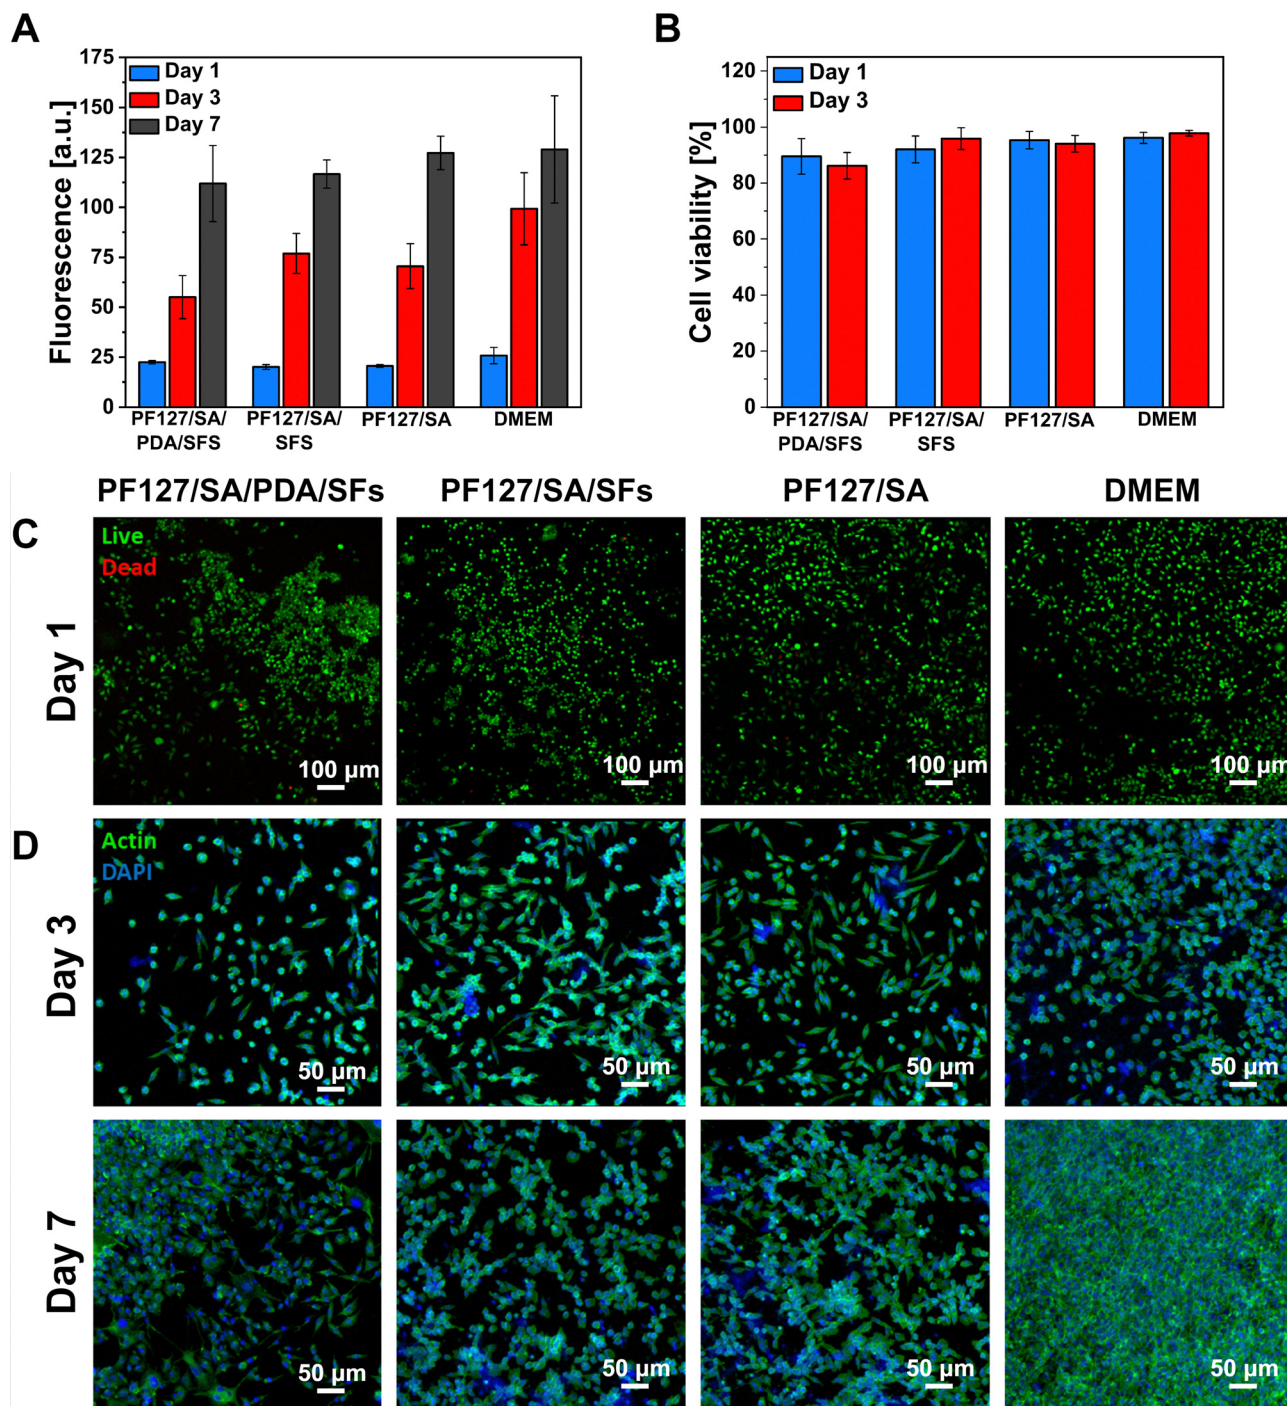 A
Fluorescence [a.u.]
175
150
125
100
75
50
25
0
Day 1
Day 3
Day 7
PF127/SA/
PDA/SFS
PF127/SA/
SFS
PF127/SA
DMEM
B
Cell viability [%]
120
100
80
60
40
20
0
Day 1
Day 3
PF127/SA/
PDA/SFS
PF127/SA/
SFS
PF127/SA
DMEM
PF127/SA/PDA/SFs
PF127/SA/SFs
PF127/SA
DMEM
C
Day 1
Live
Dead
100 µm
100 µm
100 µm
100 µm
D
Day 3
Actin
DAPI
50 µm
50 µm
50 µm
50 µm
Day 7
50 µm
50 µm
50 µm
50 µm